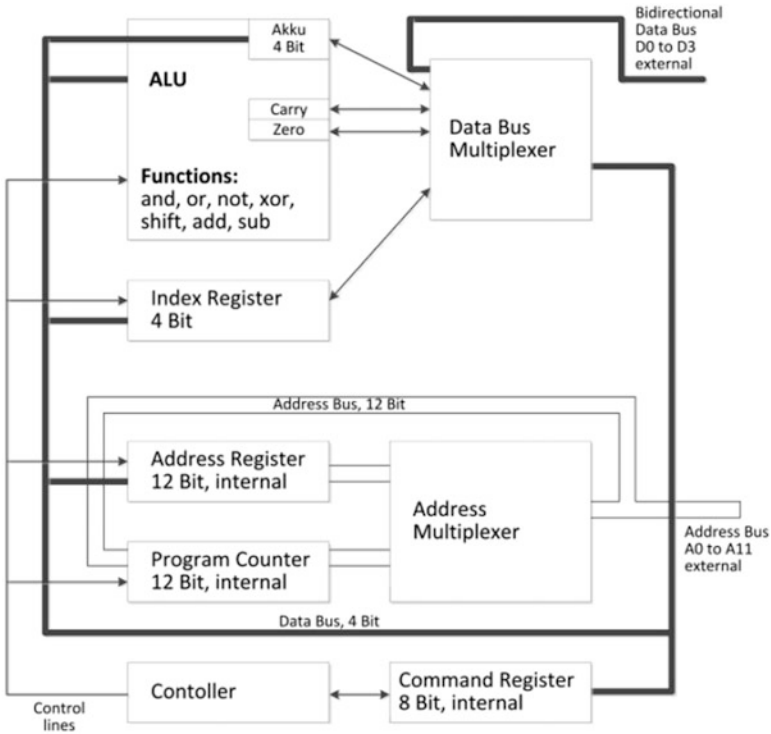 Akku
4 Bit
ALU
Carry
Zero
Functions:
and, or, not, xor,
shift, add, sub
Data Bus
Multiplexer
Bidirectional
Data Bus
D0 to D3
external
Index Register
4 Bit
Address Bus, 12 Bit
Address Register
12 Bit, internal
Address
Multiplexer
Program Counter
12 Bit, internal
Address Bus
A0 to A11
external
Data Bus, 4 Bit
Contoller
Command Register
8 Bit, internal
Control
lines